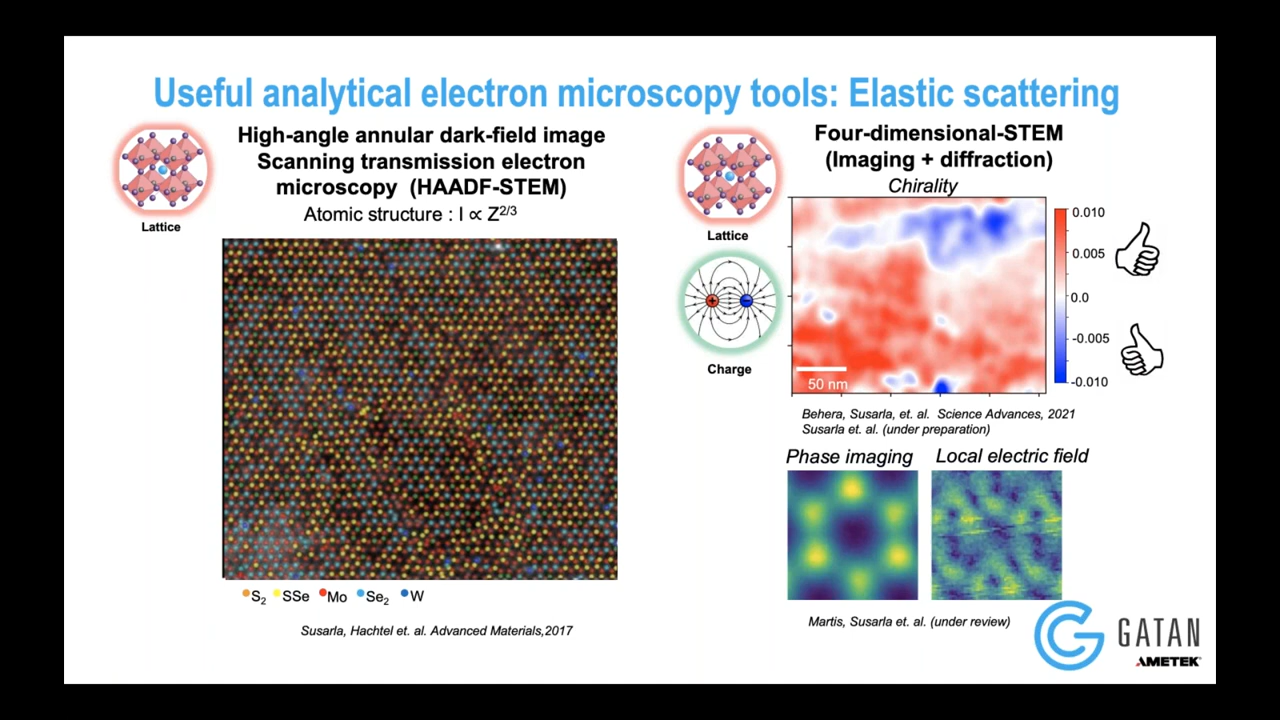 Useful analytical electron microscopy tools: Elastic scattering
High-angle annular dark-field image
Scanning transmission electron
microscopy (HAADF-STEM)
Atomic structure : I ∝ Z2/3
Lattice
S2 SSe Mo Se2 W
Susarla, Hachtel et. al. Advanced Materials,2017
Four-dimensional-STEM
(Imaging + diffraction)
Chirality
Lattice
+ −
Charge
0.010
0.005
0.0
-0.005
-0.010
50 nm
Behera, Susarla, et. al. Science Advances, 2021
Susarla et. al. (under preparation)
Phase imaging
Local electric field
Martis, Susarla et. al. (under review)
GATAN
AMETEK®